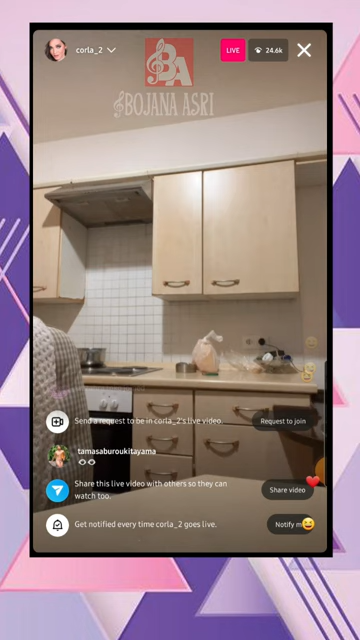 corla_2
LIVE
24.6k
BA
BOJANA ASRI
Send a request to be in corla_2's live video.
Request to join
tamasaburoukitayama
👀
Share this live video with others so they can
watch too.
Share video
Get notified every time corla_2 goes live.
Notify m